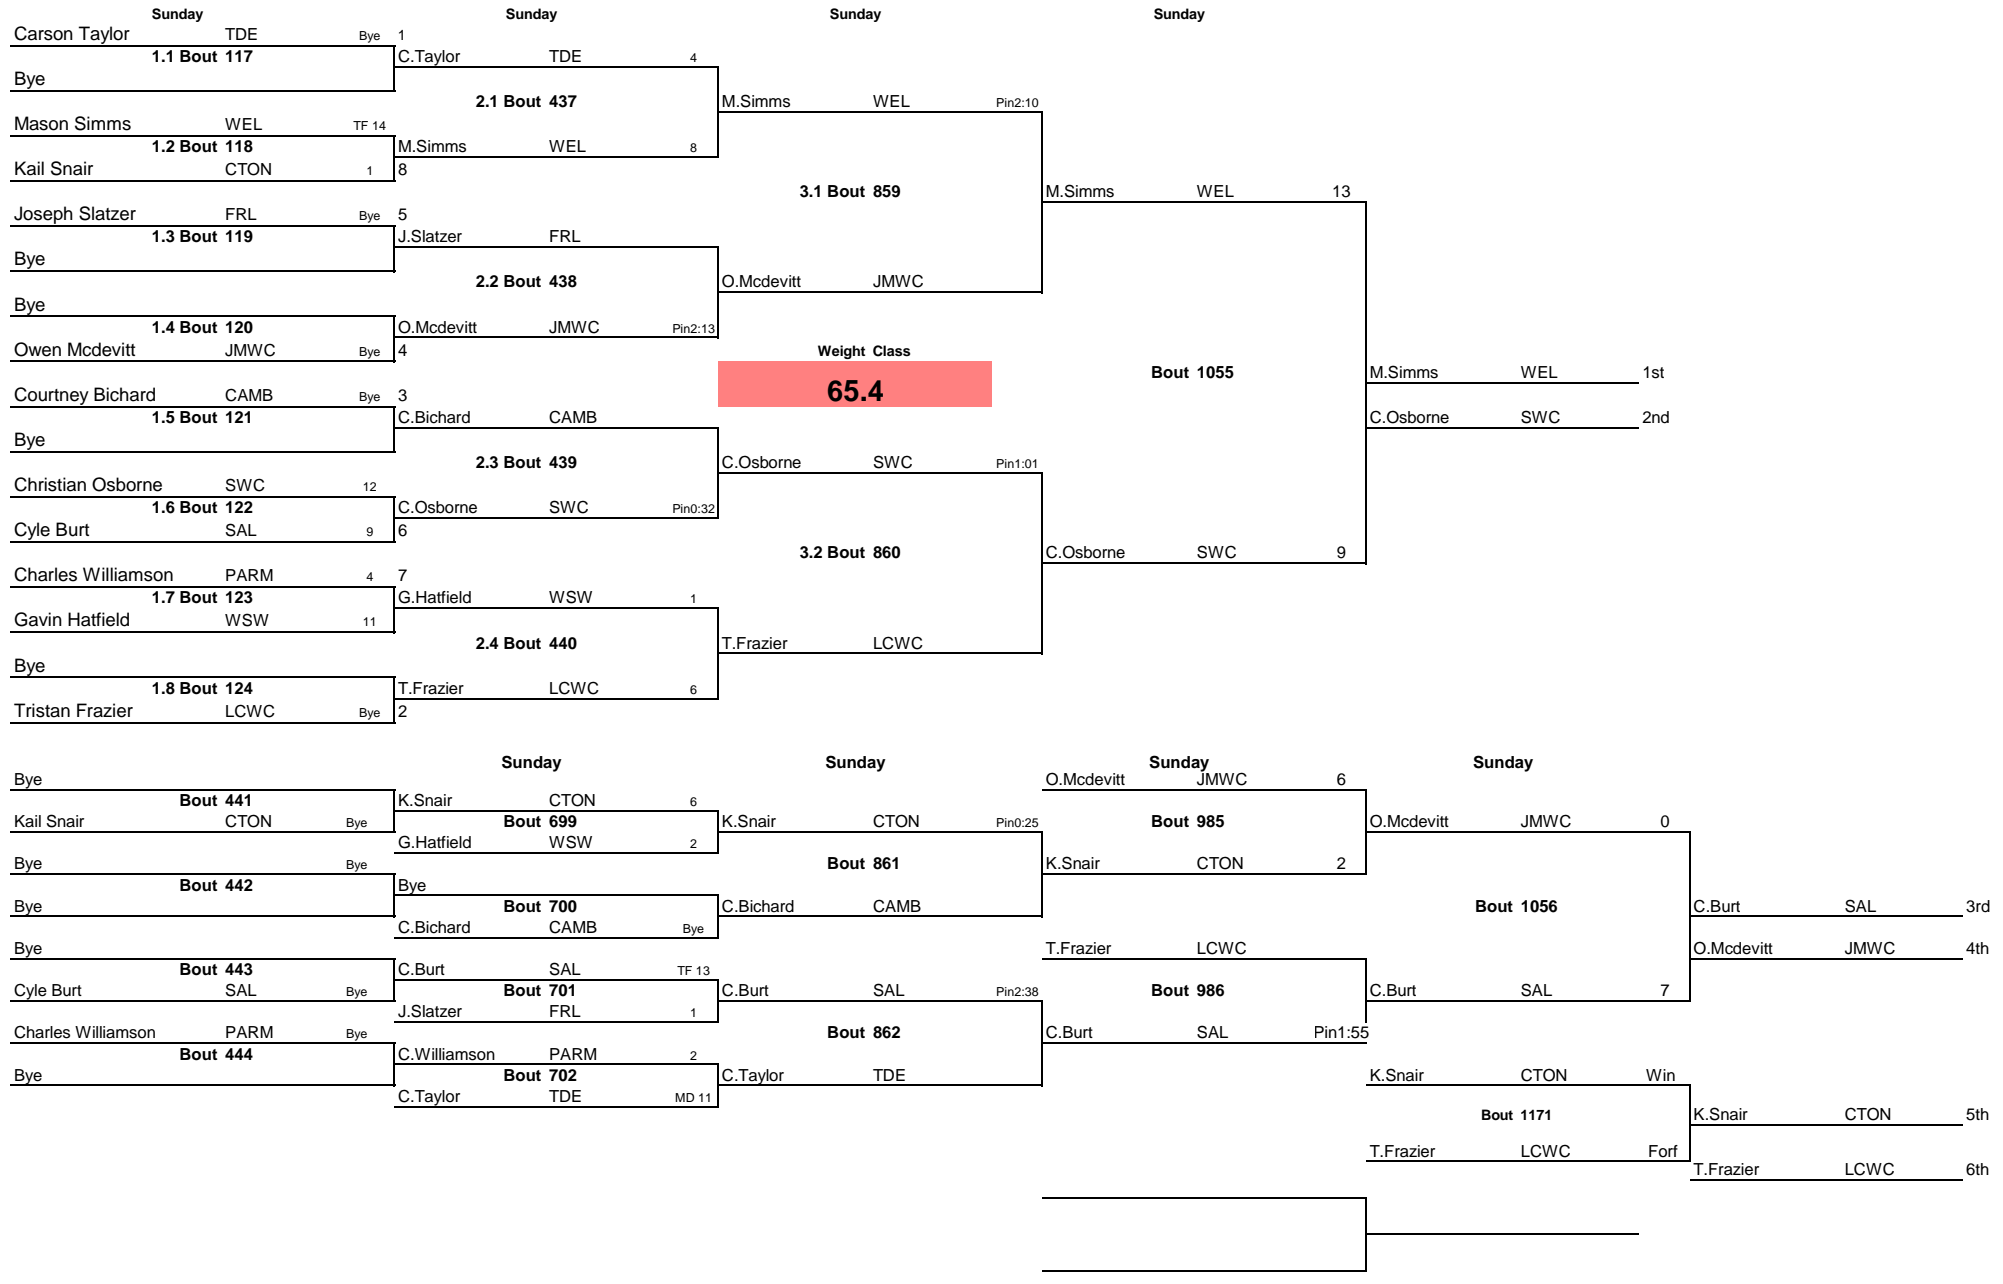 Sunday Sunday Sunday Sunday
Carson Taylor TDE Bye 1
1.1 Bout 117 C.Taylor TDE 4
Bye
2.1 Bout 437 M.Simms WEL Pin2:10
Mason Simms WEL TF 14
1.2 Bout 118 M.Simms WEL 8
Kail Snair CTON 1 8
3.1 Bout 859 M.Simms WEL 13
Joseph Slatzer FRL Bye 5
1.3 Bout 119 J.Slatzer FRL
Bye
2.2 Bout 438 O.Mcdevitt JMWC
Bye
1.4 Bout 120 O.Mcdevitt JMWC Pin2:13
Owen Mcdevitt JMWC Bye 4 Weight Class
Bout 1055 M.Simms WEL 1st
65.4
Courtney Bichard CAMB Bye 3
1.5 Bout 121 C.Bichard CAMB C.Osborne SWC 2nd
Bye
2.3 Bout 439 C.Osborne SWC Pin1:01
Christian Osborne SWC 12
1.6 Bout 122 C.Osborne SWC Pin0:32
Cyle Burt SAL 9 6
3.2 Bout 860 C.Osborne SWC 9
Charles Williamson PARM 4 7
1.7 Bout 123 G.Hatfield WSW 1
Gavin Hatfield WSW 11
2.4 Bout 440 T.Frazier LCWC
Bye
1.8 Bout 124 T.Frazier LCWC 6
Tristan Frazier LCWC Bye 2
Sunday Sunday Sunday Sunday
Bye O.Mcdevitt JMWC 6
Bout 441 K.Snair CTON 6
Kail Snair CTON Bye Bout 699 K.Snair CTON Pin0:25 Bout 985 O.Mcdevitt JMWC 0
G.Hatfield WSW 2
Bye Bye Bout 861 K.Snair CTON 2
Bout 442 Bye
Bye Bout 700 C.Bichard CAMB Bout 1056 C.Burt SAL 3rd
C.Bichard CAMB Bye
Bye T.Frazier LCWC O.Mcdevitt JMWC 4th
Bout 443 C.Burt SAL TF 13
Cyle Burt SAL Bye Bout 701 C.Burt SAL Pin2:38 Bout 986 C.Burt SAL 7
J.Slatzer FRL 1
Charles Williamson PARM Bye Bout 862 C.Burt SAL Pin1:55
Bout 444 C.Williamson PARM 2
Bye Bout 702 C.Taylor TDE K.Snair CTON Win
C.Taylor TDE MD 11
Bout 1171 K.Snair CTON 5th
T.Frazier LCWC Forf
T.Frazier LCWC 6th